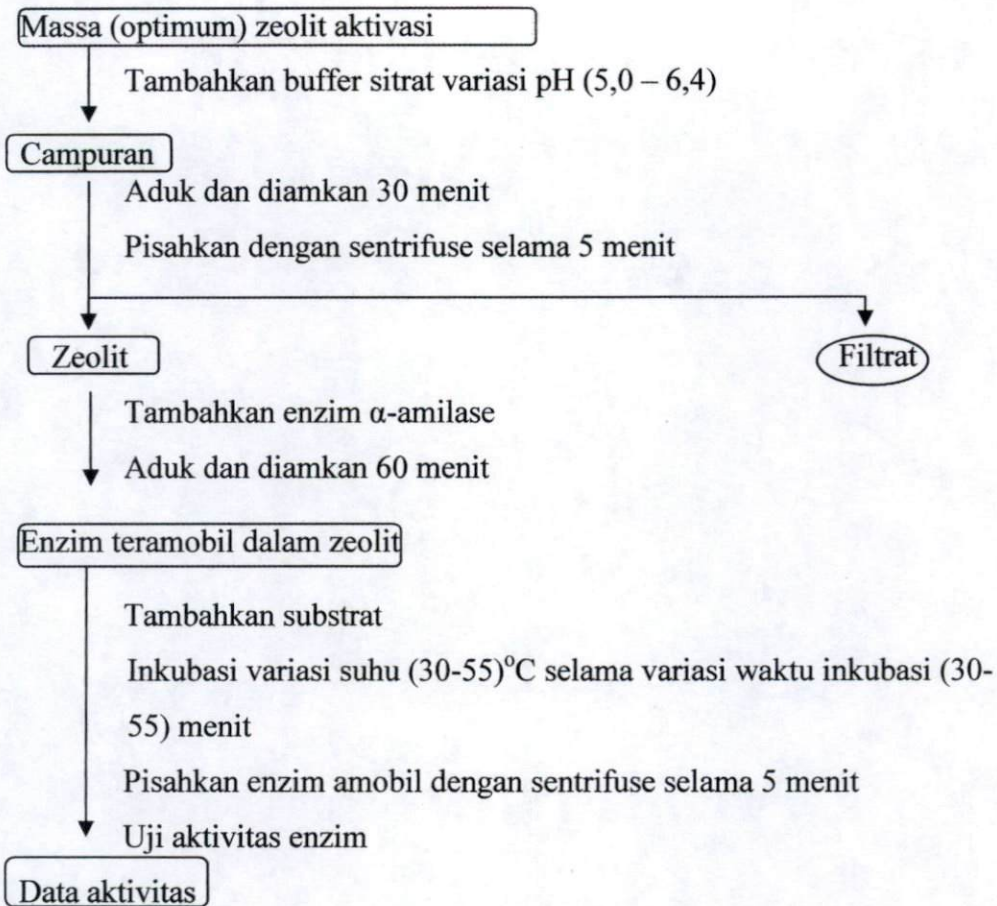 Massa (optimum) zeolit aktivasi
Tambahkan buffer sitrat variasi pH (5,0 – 6,4)
Campuran
Aduk dan diamkan 30 menit
Pisahkan dengan sentrifuse selama 5 menit
Zeolit
Filtrat
Tambahkan enzim α-amilase
Aduk dan diamkan 60 menit
Enzim teramobil dalam zeolit
Tambahkan substrat
Inkubasi variasi suhu (30-55)°C selama variasi waktu inkubasi (30-
55) menit
Pisahkan enzim amobil dengan sentrifuse selama 5 menit
Uji aktivitas enzim
Data aktivitas